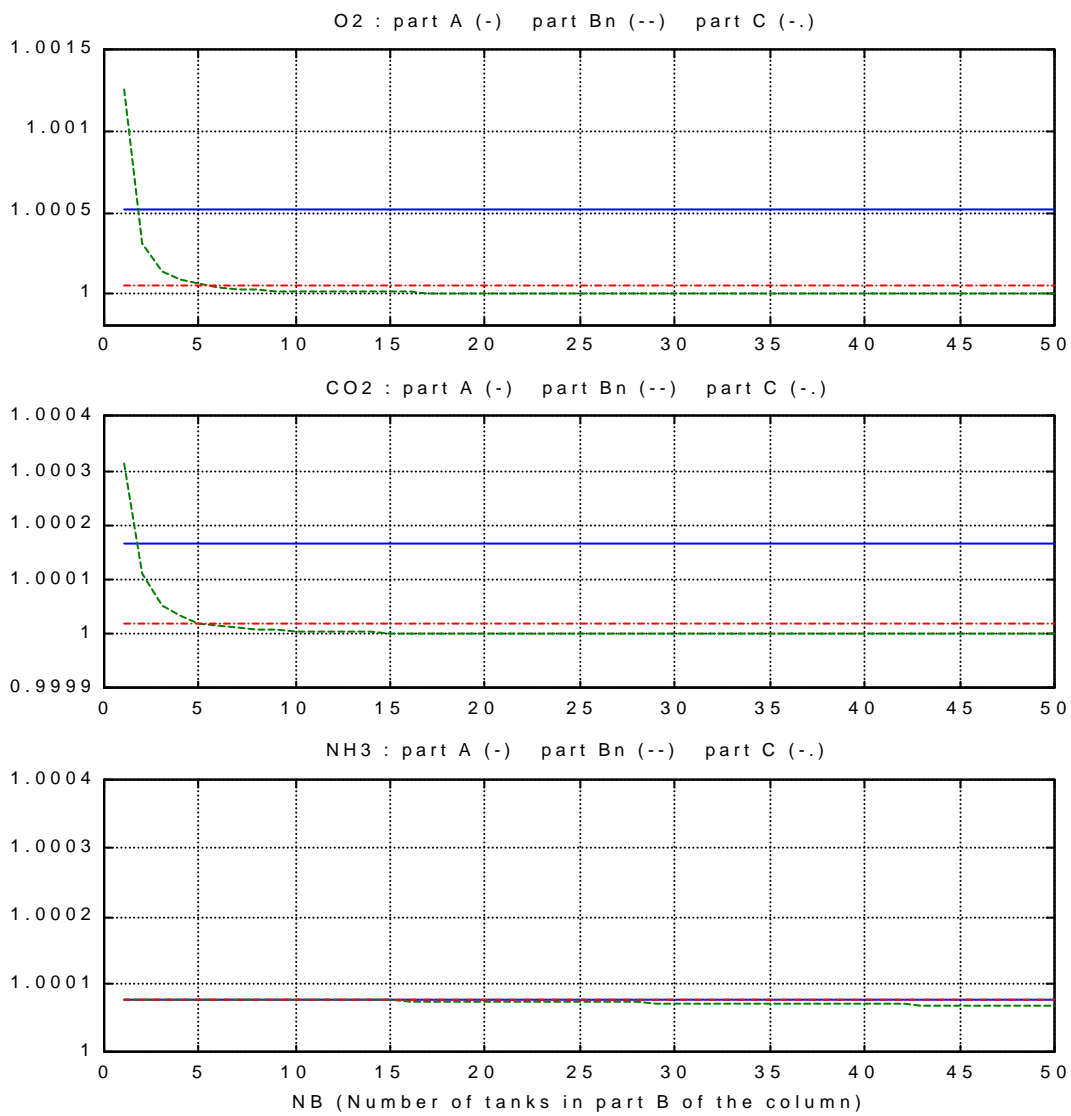 O2 : part A (-) part Bn (--) part C (-.)
1.0015
1.001
1.0005
1
0 5 10 15 20 25 30 35 40 45 50
CO2 : part A (-) part Bn (--) part C (-.)
1.0004
1.0003
1.0002
1.0001
1
0.9999
0 5 10 15 20 25 30 35 40 45 50
NH3 : part A (-) part Bn (--) part C (-.)
1.0004
1.0003
1.0002
1.0001
1
0 5 10 15 20 25 30 35 40 45 50
NB (Number of tanks in part B of the column)